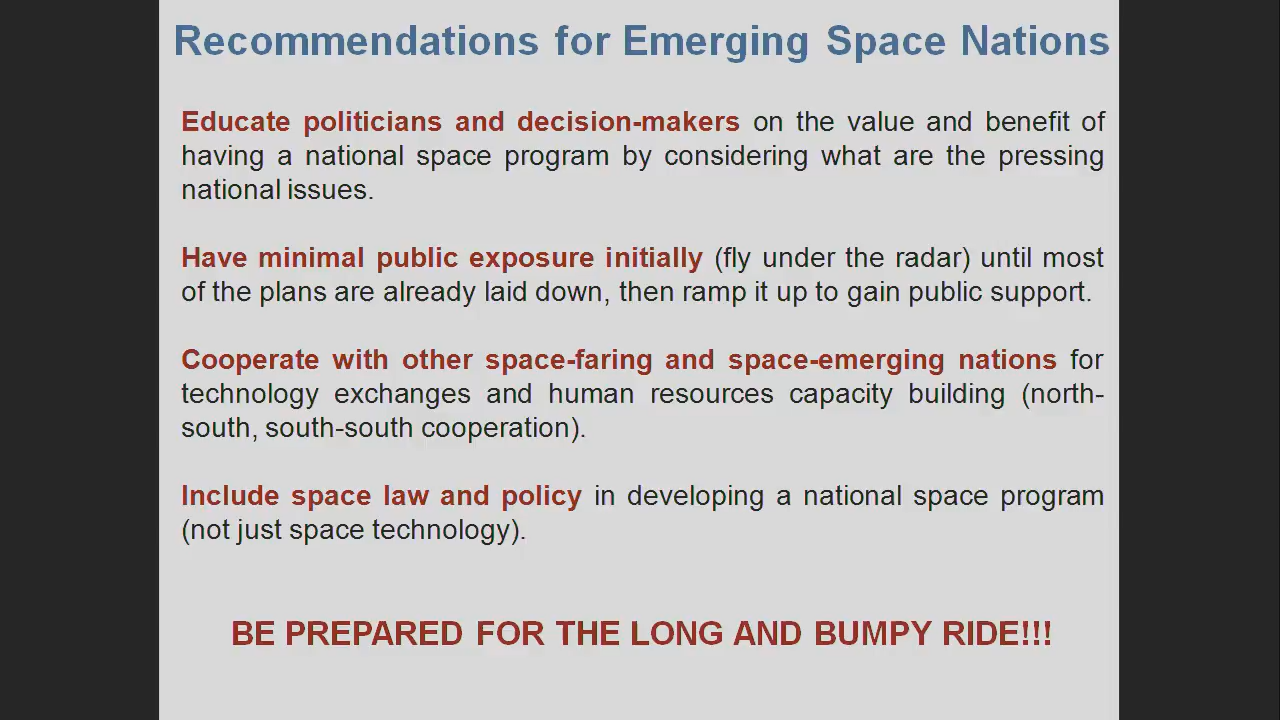 Recommendations for Emerging Space Nations
Educate politicians and decision-makers on the value and benefit of
having a national space program by considering what are the pressing
national issues.
Have minimal public exposure initially (fly under the radar) until most
of the plans are already laid down, then ramp it up to gain public support.
Cooperate with other space-faring and space-emerging nations for
technology exchanges and human resources capacity building (north-
south, south-south cooperation).
Include space law and policy in developing a national space program
(not just space technology).
BE PREPARED FOR THE LONG AND BUMPY RIDE!!!